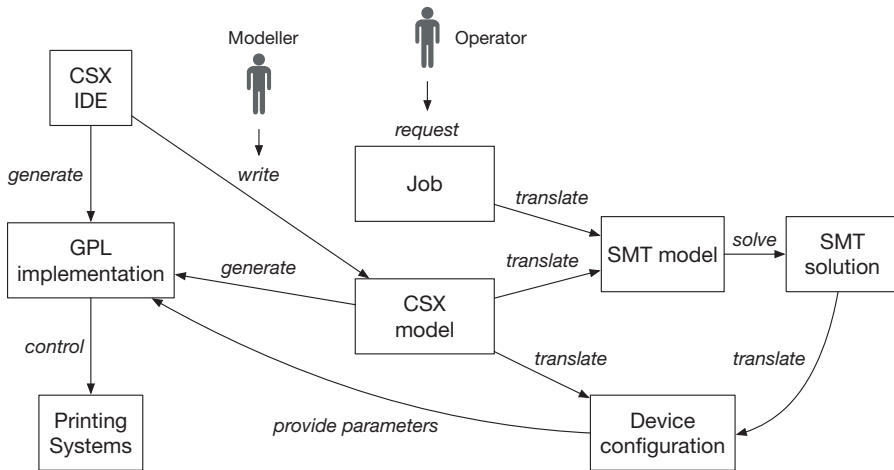 Modeller
Operator
CSX
IDE
request
generate
write
Job
translate
GPL
implementation
generate
translate
SMT model
solve
SMT
solution
CSX
model
control
translate
translate
Printing
Systems
provide parameters
Device
configuration